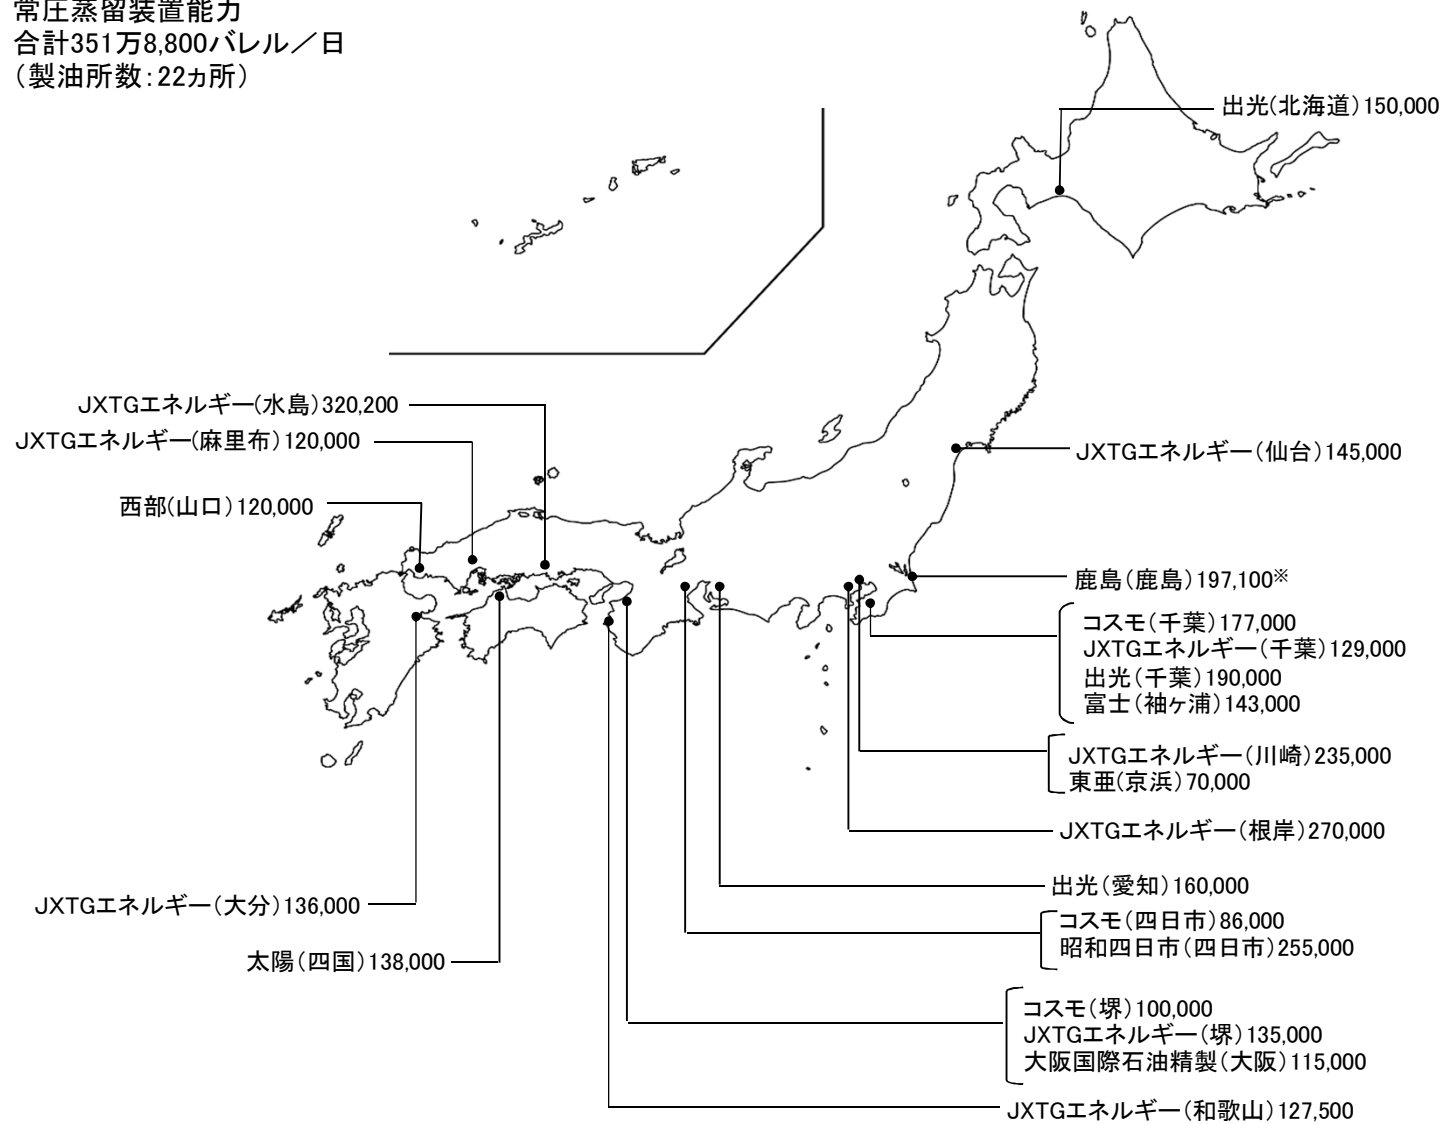 常圧蒸留装置能力
合計351万8,800バレル／日
（製油所数：22ヵ所）
出光(北海道)150,000
JXTGエネルギー(水島)320,200
JXTGエネルギー(麻里布)120,000
西部(山口)120,000
JXTGエネルギー(仙台)145,000
鹿島(鹿島)197,100※
コスモ(千葉)177,000
JXTGエネルギー(千葉)129,000
出光(千葉)190,000
富士(袖ヶ浦)143,000
JXTGエネルギー(川崎)235,000
東亜(京浜)70,000
JXTGエネルギー(根岸)270,000
出光(愛知)160,000
コスモ(四日市)86,000
昭和四日市(四日市)255,000
JXTGエネルギー(大分)136,000
太陽(四国)138,000
コスモ(堺)100,000
JXTGエネルギー(堺)135,000
大阪国際石油精製(大阪)115,000
JXTGエネルギー(和歌山)127,500